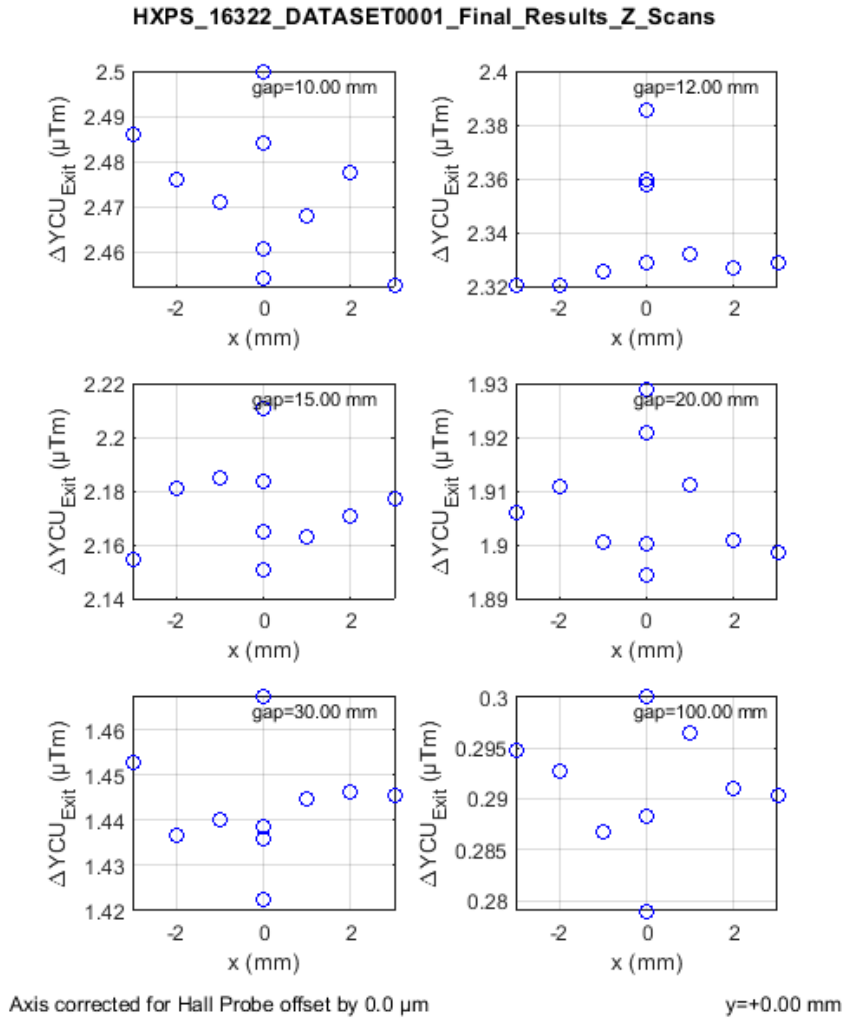 HXPS_16322_DATASET0001_Final_Results_Z_Scans
gap=10.00 mm
2.5
2.49
2.48
2.47
2.46
ΔYCU_Exit (μTm)
-2 0 2
x (mm)
gap=12.00 mm
2.4
2.38
2.36
2.34
2.32
ΔYCU_Exit (μTm)
-2 0 2
x (mm)
gap=15.00 mm
2.22
2.2
2.18
2.16
2.14
ΔYCU_Exit (μTm)
-2 0 2
x (mm)
gap=20.00 mm
1.93
1.92
1.91
1.9
1.89
ΔYCU_Exit (μTm)
-2 0 2
x (mm)
gap=30.00 mm
1.46
1.45
1.44
1.43
1.42
ΔYCU_Exit (μTm)
-2 0 2
x (mm)
gap=100.00 mm
0.3
0.295
0.29
0.285
0.28
ΔYCU_Exit (μTm)
-2 0 2
x (mm)
Axis corrected for Hall Probe offset by 0.0 μm
y=+0.00 mm